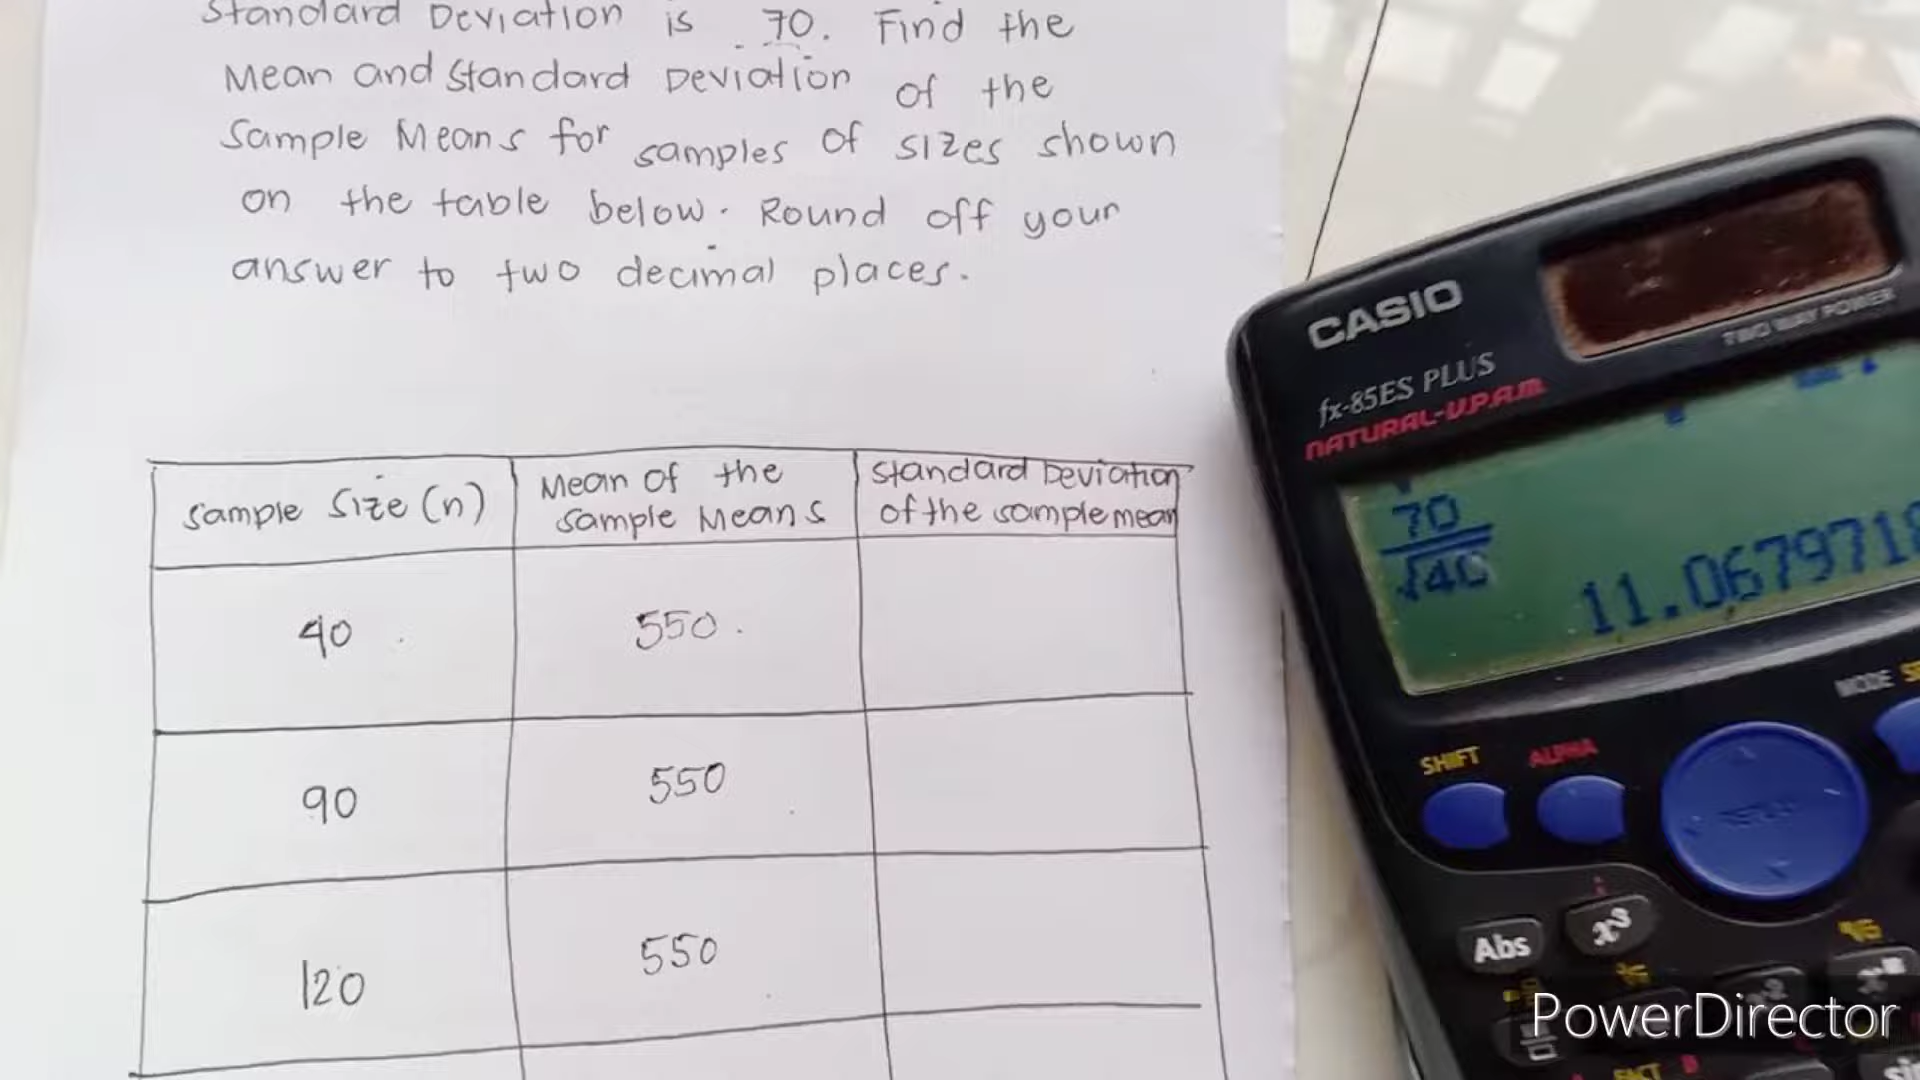 Standard Deviation is 70. Find the
Mean and Standard Deviation of the
Sample Means for samples of sizes shown
on the table below. Round off your
answer to two decimal places.
Sample Size (n)
Mean of the
Sample Means
Standard Deviation
of the sample mean
40
550
90
550
120
550
CASIO
TWO WAY POWER
fx-85ES PLUS
NATURAL-V.P.A.M.
70
√40
11.0679718
MODE
SHIFT
ALPHA
Abs
x³
PowerDirector